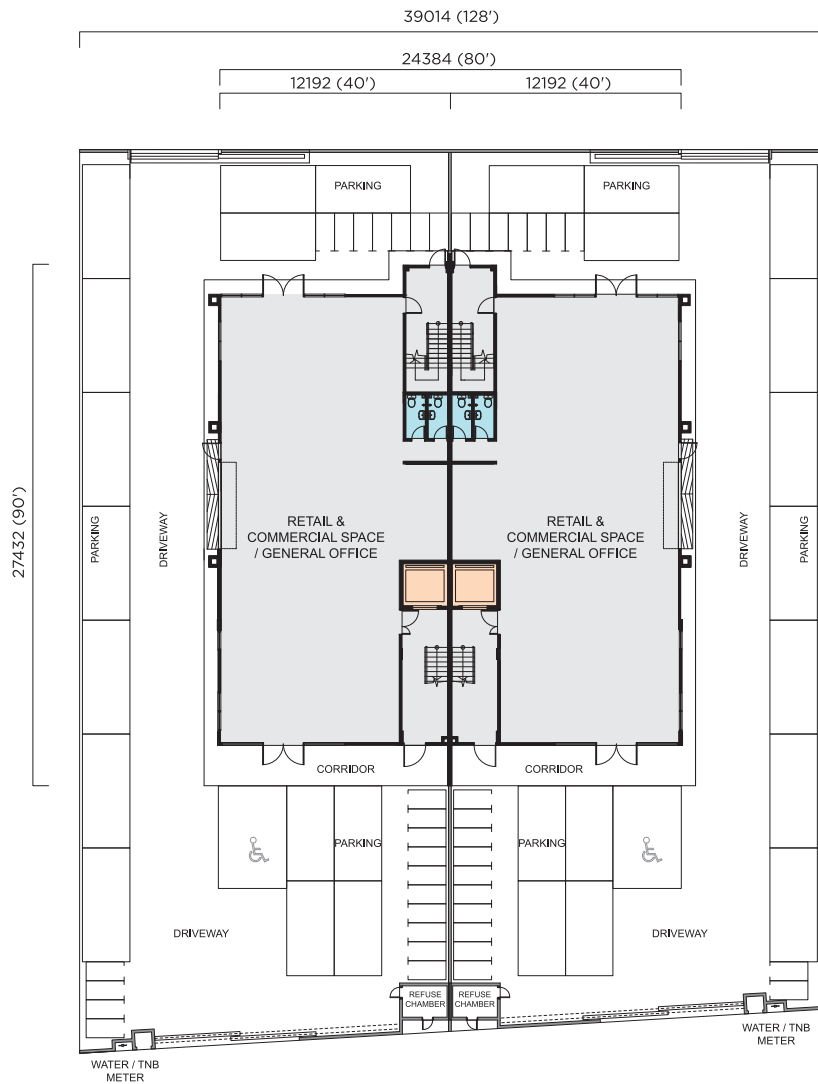 39014 (128')
24384 (80')
12192 (40')
12192 (40')
PARKING
PARKING
27432 (90')
PARKING
DRIVEWAY
RETAIL &
COMMERCIAL SPACE
/ GENERAL OFFICE
RETAIL &
COMMERCIAL SPACE
/ GENERAL OFFICE
DRIVEWAY
PARKING
CORRIDOR
CORRIDOR
PARKING
PARKING
DRIVEWAY
DRIVEWAY
REFUSE
CHAMBER
REFUSE
CHAMBER
WATER / TNB
METER
WATER / TNB
METER